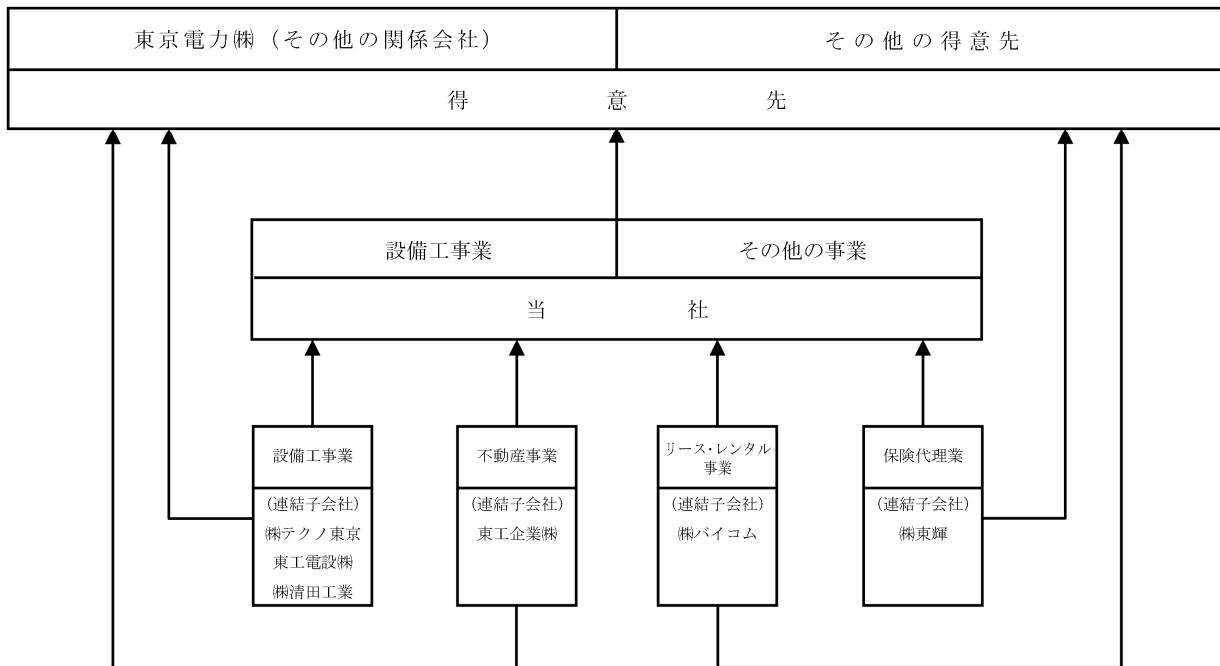 東京電力㈱（その他の関係会社）
その他の得意先
得意先
設備工事業
その他の事業
当社
設備工事業
(連結子会社)
㈱テクノ東京
東工電設㈱
㈱清田工業
不動産事業
(連結子会社)
東工企業㈱
リース・レンタル
事業
(連結子会社)
㈱バイコム
保険代理業
(連結子会社)
㈱東輝